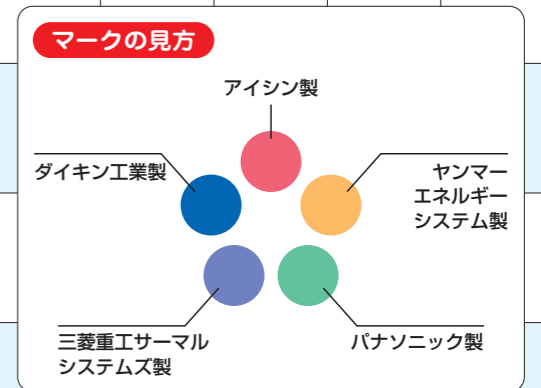 マークの見方
アイシン製
ダイキン工業製
ヤンマー
エネルギー
システム製
三菱重工サーマル
システムズ製
パナソニック製